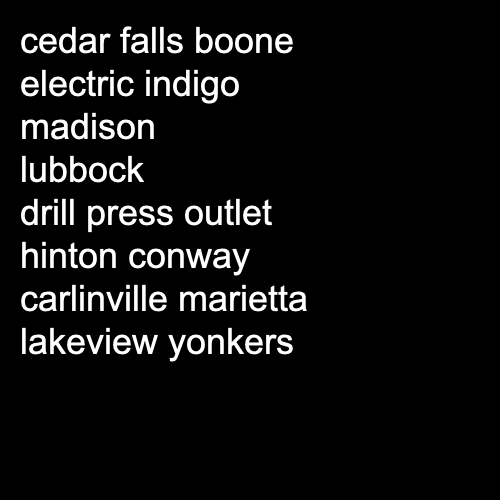 cedar falls boone
electric indigo
madison
lubbock
drill press outlet
hinton conway
carlinville marietta
lakeview yonkers